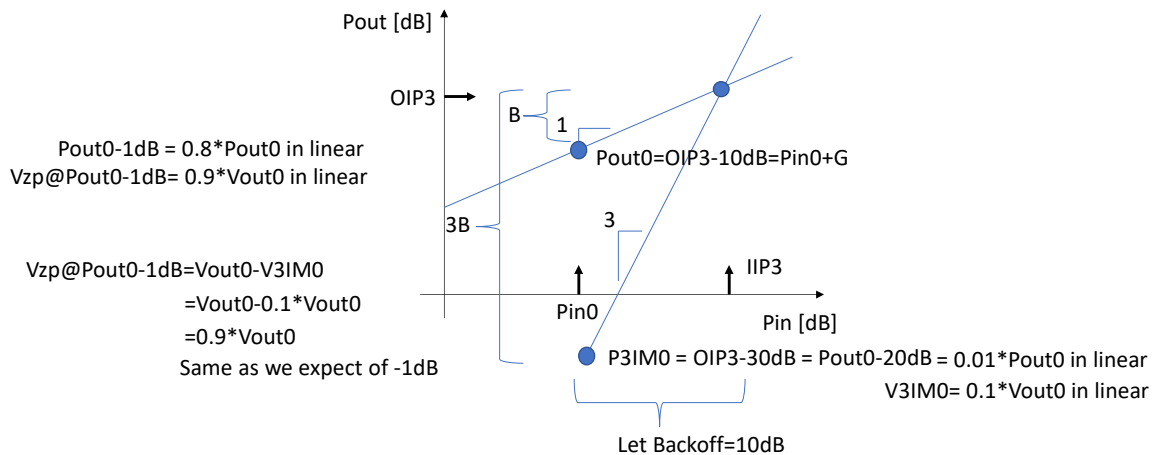 Pout [dB]
OIP3
B
1
Pout0-1dB = 0.8*Pout0 in linear
Pout0=OIP3-10dB=Pin0+G
Vzp@Pout0-1dB= 0.9*Vout0 in linear
3B
3
Vzp@Pout0-1dB=Vout0-V3IM0
=Vout0-0.1*Vout0
=0.9*Vout0
Same as we expect of -1dB
IIP3
Pin0
Pin [dB]
P3IM0 = OIP3-30dB = Pout0-20dB = 0.01*Pout0 in linear
V3IM0= 0.1*Vout0 in linear
Let Backoff=10dB